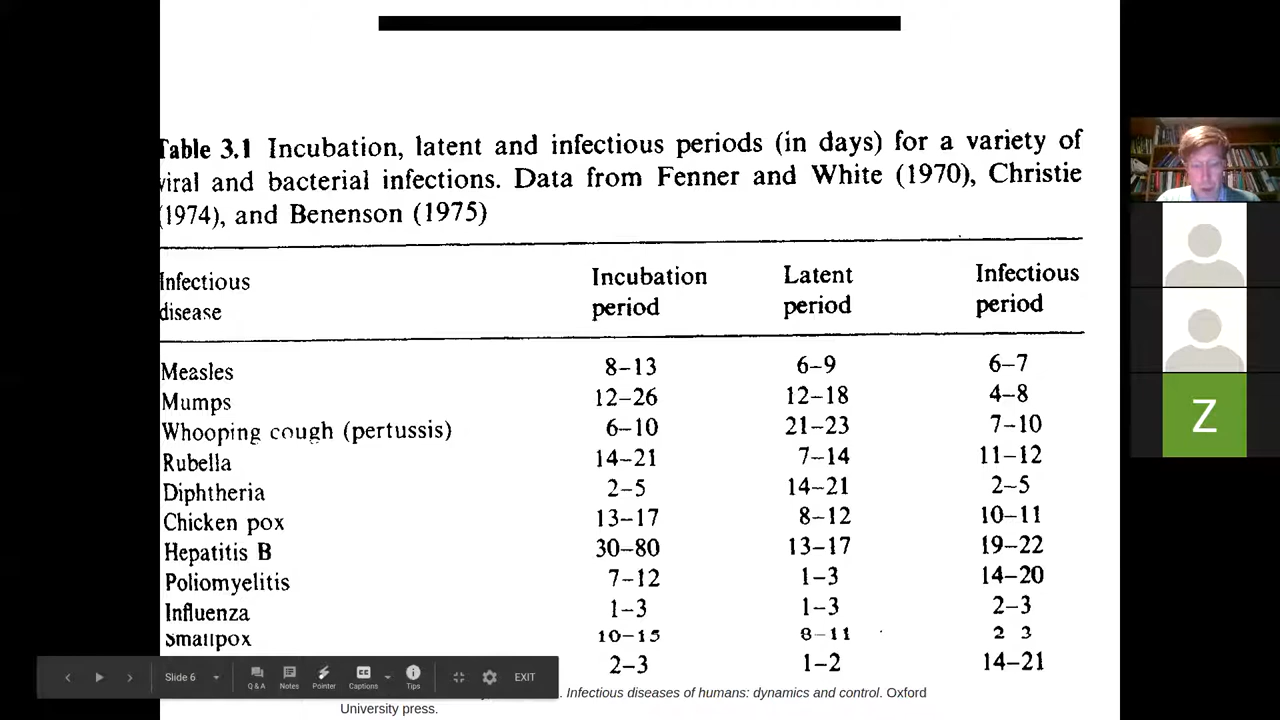 Table 3.1 Incubation, latent and infectious periods (in days) for a variety of
viral and bacterial infections. Data from Fenner and White (1970), Christie
(1974), and Benenson (1975)
Infectious disease Incubation period Latent period Infectious period
Measles 8–13 6–9 6–7
Mumps 12–26 12–18 4–8
Whooping cough (pertussis) 6–10 21–23 7–10
Rubella 14–21 7–14 11–12
Diphtheria 2–5 14–21 2–5
Chicken pox 13–17 8–12 10–11
Hepatitis B 30–80 13–17 19–22
Poliomyelitis 7–12 1–3 14–20
Influenza 1–3 1–3 2–3
Smallpox 10–15 8–11 2 3
2–3 1–2 14–21
Slide 6 Q & A Notes Pointer Captions Tips EXIT
. Infectious diseases of humans: dynamics and control. Oxford
University press.
Z